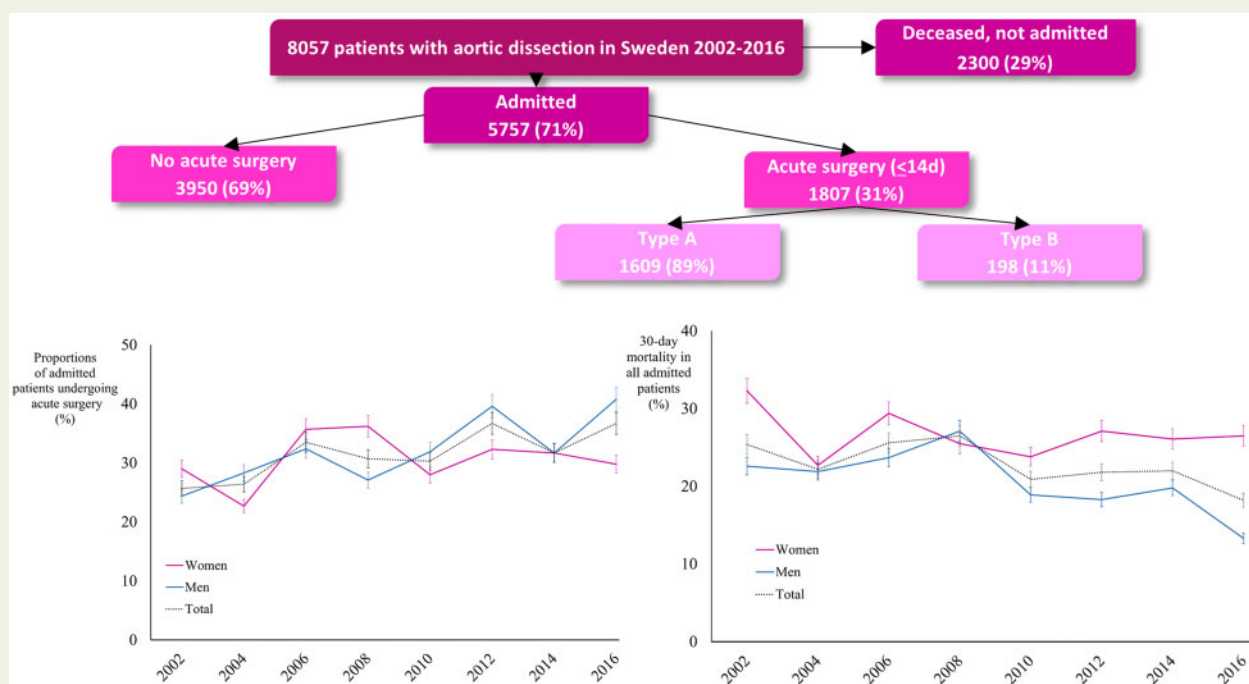 8057 patients with aortic dissection in Sweden 2002-2016
Deceased, not admitted
2300 (29%)
Admitted
5757 (71%)
No acute surgery
3950 (69%)
Acute surgery (≤14d)
1807 (31%)
Type A
1609 (89%)
Type B
198 (11%)
Proportions
of admitted
patients undergoing
acute surgery
(%)
50
40
30
20
10
0
Women
Men
Total
2002
2004
2006
2008
2010
2012
2014
2016
30-day
mortality in
all admitted
patients
(%)
40
30
20
10
0
Women
Men
Total
2002
2004
2006
2008
2010
2012
2014
2016